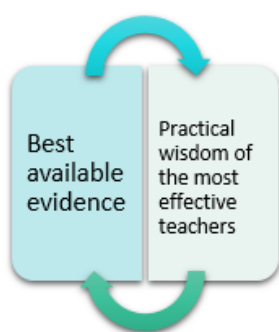 Best
available
evidence
Practical
wisdom of
the most
effective
teachers